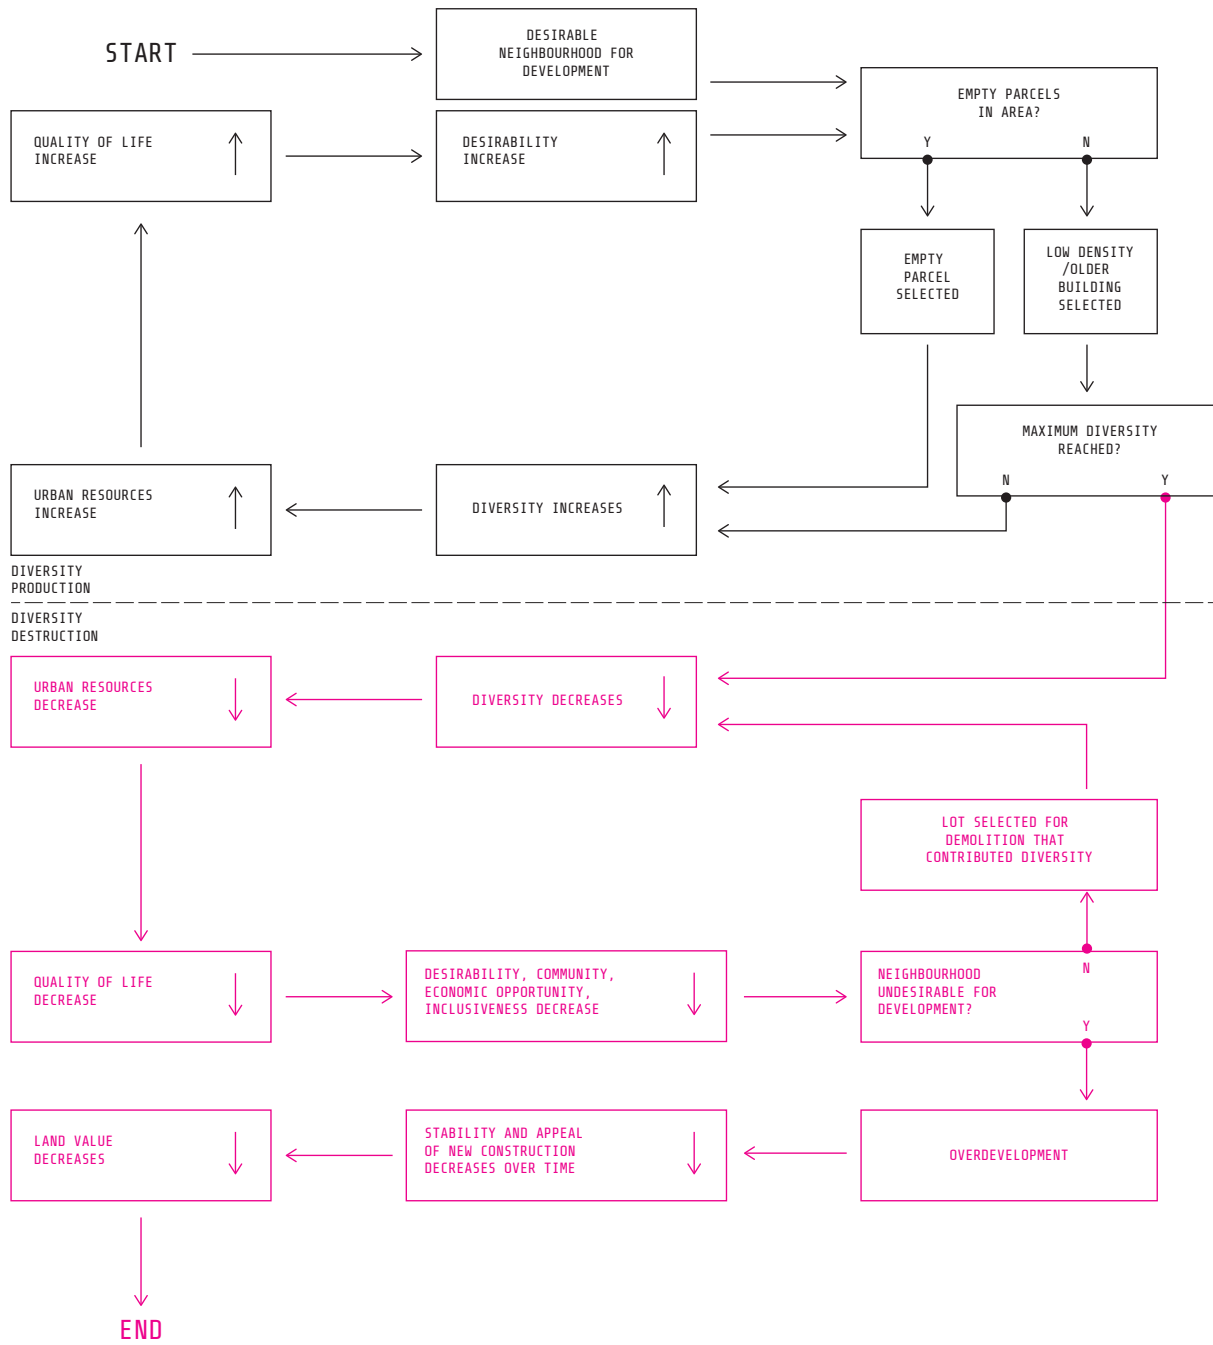 START
DESIRABLE
NEIGHBOURHOOD FOR
DEVELOPMENT
QUALITY OF LIFE
INCREASE
DESIRABILITY
INCREASE
EMPTY PARCELS
IN AREA?
Y
N
EMPTY
PARCEL
SELECTED
LOW DENSITY
/OLDER
BUILDING
SELECTED
MAXIMUM DIVERSITY
REACHED?
N
Y
URBAN RESOURCES
INCREASE
DIVERSITY INCREASES
DIVERSITY
PRODUCTION
DIVERSITY
DESTRUCTION
URBAN RESOURCES
DECREASE
DIVERSITY DECREASES
LOT SELECTED FOR
DEMOLITION THAT
CONTRIBUTED DIVERSITY
QUALITY OF LIFE
DECREASE
DESIRABILITY, COMMUNITY,
ECONOMIC OPPORTUNITY,
INCLUSIVENESS DECREASE
NEIGHBOURHOOD
UNDESIRABLE FOR
DEVELOPMENT?
N
Y
LAND VALUE
DECREASES
STABILITY AND APPEAL
OF NEW CONSTRUCTION
DECREASES OVER TIME
OVERDEVELOPMENT
END